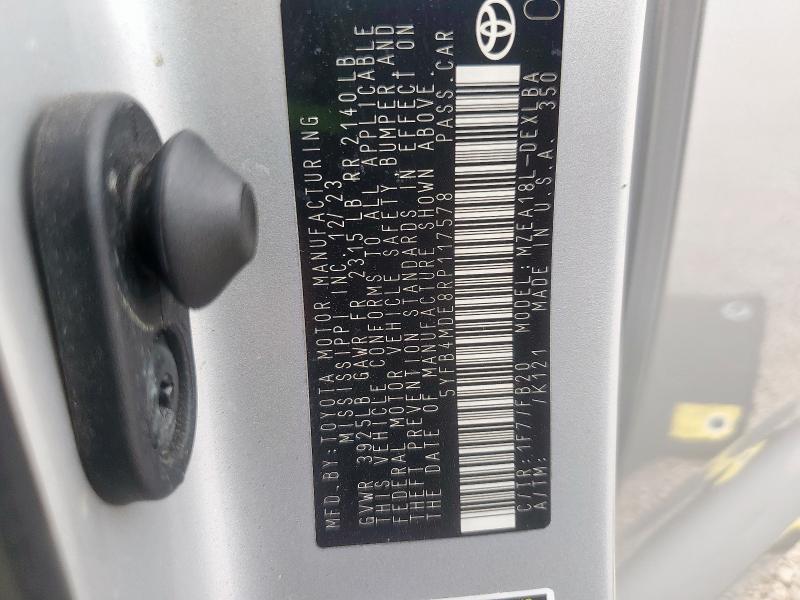 MFD.BY:TOYOTA MOTOR MANUFACTURING
MISSISSIPPI INC. 12/23
GVWR 3925LB GAWR FR 2315 LB RR 2140LB
THIS VEHICLE CONFORMS TO ALL APPLICABLE
FEDERAL MOTOR VEHICLE SAFETY, BUMPER AND
THEFT PREVENTION STANDARDS IN EFFECT ON
THE DATE OF MANUFACTURE SHOWN ABOVE.
5YFB4MDE8RP117578 PASS.CAR
C/TR:1F7/FB20 MODEL:MZEA18L-DEXLBA
A/TM: /K121 MADE IN U.S.A. 350